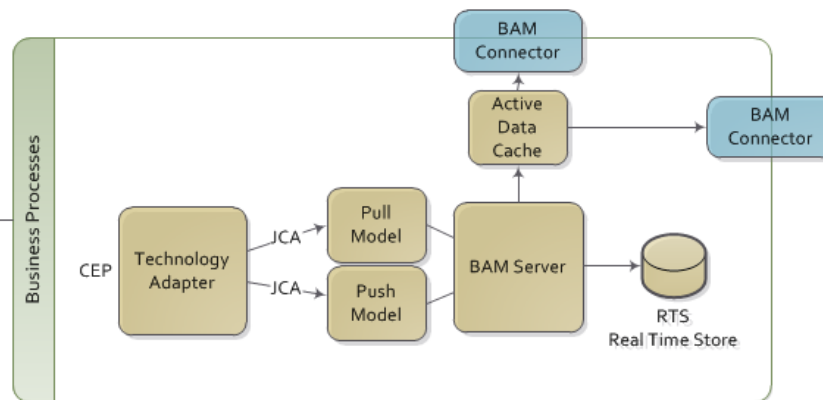 BAM
Connector
Active
Data
Cache
BAM
Connector
Business Processes
CEP
Technology
Adapter
JCA
JCA
Pull
Model
Push
Model
BAM Server
RTS
Real Time Store